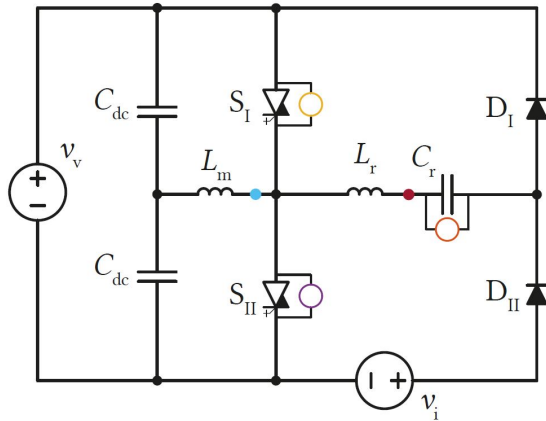 C_dc
S_I
D_I
v_v
L_m
L_r
C_r
C_dc
S_II
D_II
v_i